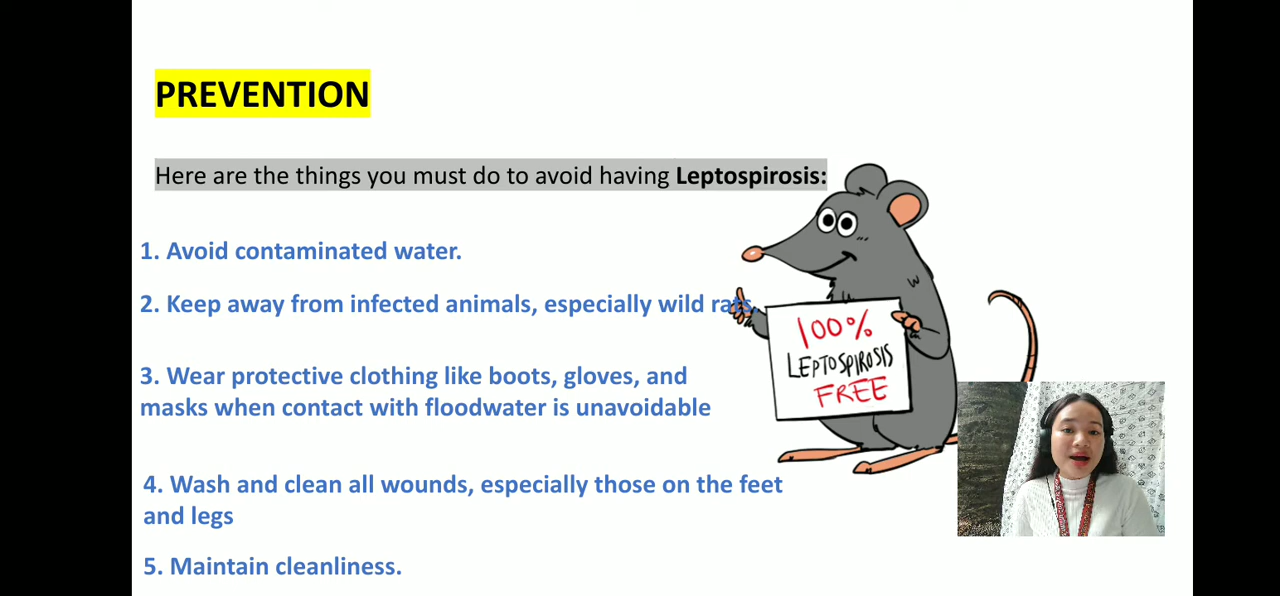 PREVENTION
Here are the things you must do to avoid having Leptospirosis:
1. Avoid contaminated water.
2. Keep away from infected animals, especially wild rats.
3. Wear protective clothing like boots, gloves, and
masks when contact with floodwater is unavoidable
100%
LEPTOSPIROSIS
FREE
4. Wash and clean all wounds, especially those on the feet
and legs
5. Maintain cleanliness.